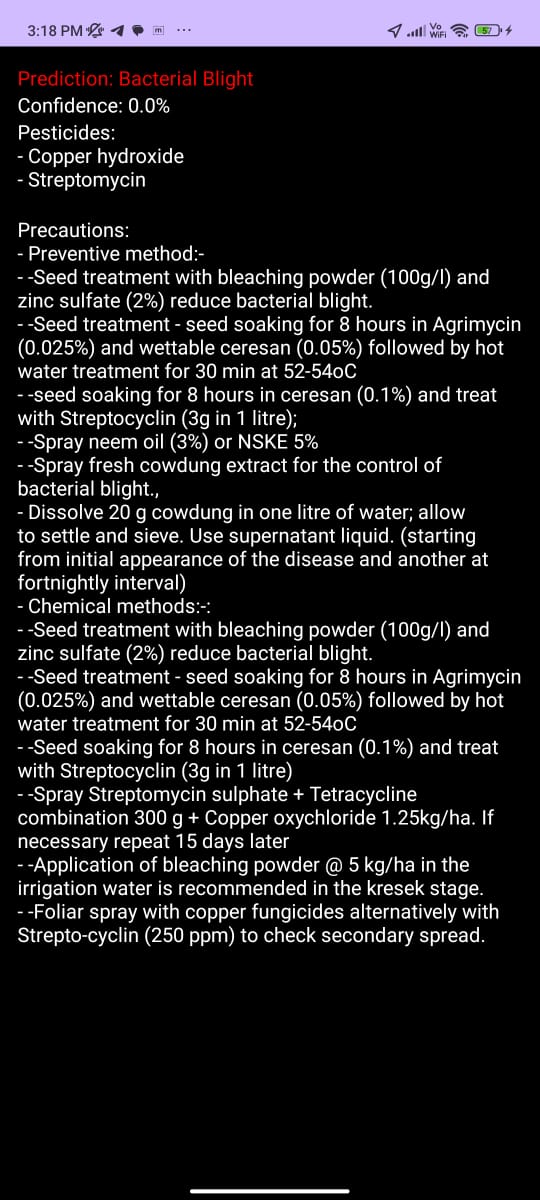 3:18 PM
Vo
WiFi
57
Prediction: Bacterial Blight
Confidence: 0.0%
Pesticides:
- Copper hydroxide
- Streptomycin
Precautions:
- Preventive method:-
- -Seed treatment with bleaching powder (100g/l) and
zinc sulfate (2%) reduce bacterial blight.
- -Seed treatment - seed soaking for 8 hours in Agrimycin
(0.025%) and wettable ceresan (0.05%) followed by hot
water treatment for 30 min at 52-54oC
- -seed soaking for 8 hours in ceresan (0.1%) and treat
with Streptocyclin (3g in 1 litre);
- -Spray neem oil (3%) or NSKE 5%
- -Spray fresh cowdung extract for the control of
bacterial blight.,
- Dissolve 20 g cowdung in one litre of water; allow
to settle and sieve. Use supernatant liquid. (starting
from initial appearance of the disease and another at
fortnightly interval)
- Chemical methods:-:
- -Seed treatment with bleaching powder (100g/l) and
zinc sulfate (2%) reduce bacterial blight.
- -Seed treatment - seed soaking for 8 hours in Agrimycin
(0.025%) and wettable ceresan (0.05%) followed by hot
water treatment for 30 min at 52-54oC
- -Seed soaking for 8 hours in ceresan (0.1%) and treat
with Streptocyclin (3g in 1 litre)
- -Spray Streptomycin sulphate + Tetracycline
combination 300 g + Copper oxychloride 1.25kg/ha. If
necessary repeat 15 days later
- -Application of bleaching powder @ 5 kg/ha in the
irrigation water is recommended in the kresek stage.
- -Foliar spray with copper fungicides alternatively with
Strepto-cyclin (250 ppm) to check secondary spread.